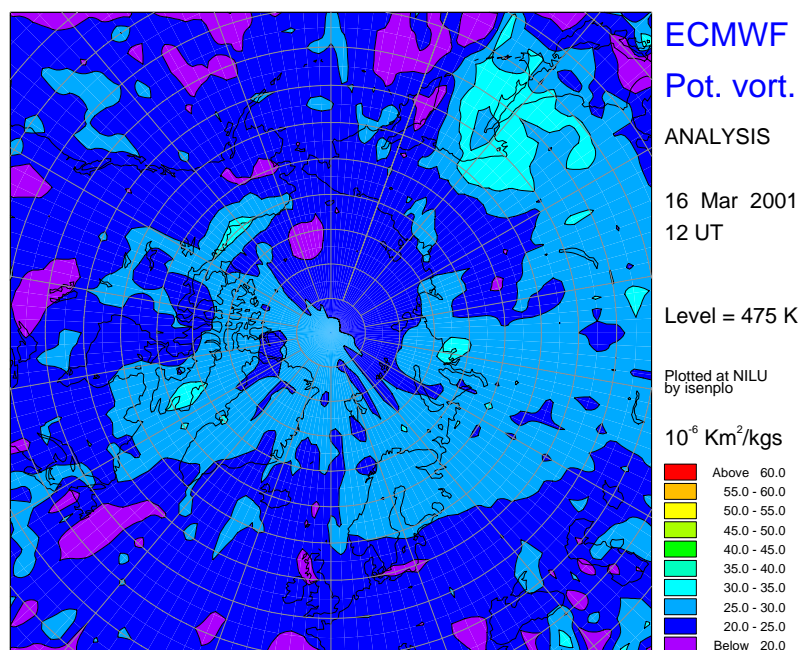 ECMWF
Pot. vort.
ANALYSIS
16 Mar 2001
12 UT
Level = 475 K
Plotted at NILU
by isenplo
10⁻⁶ Km²/kgs
Above 60.0
55.0 - 60.0
50.0 - 55.0
45.0 - 50.0
40.0 - 45.0
35.0 - 40.0
30.0 - 35.0
25.0 - 30.0
20.0 - 25.0
Below 20.0